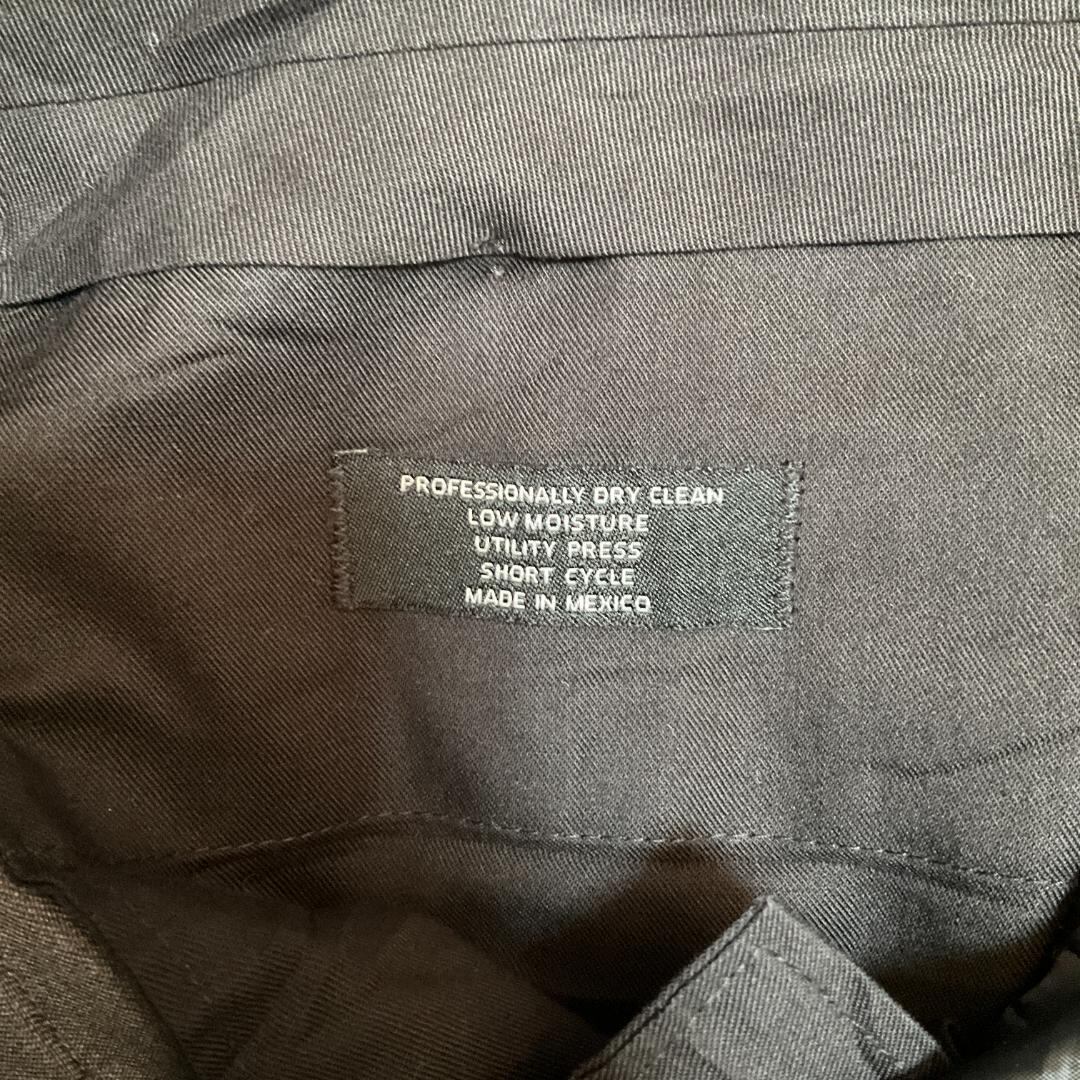 PROFESSIONALLY DRY CLEAN
LOW MOISTURE
UTILITY PRESS
SHORT CYCLE
MADE IN MEXICO